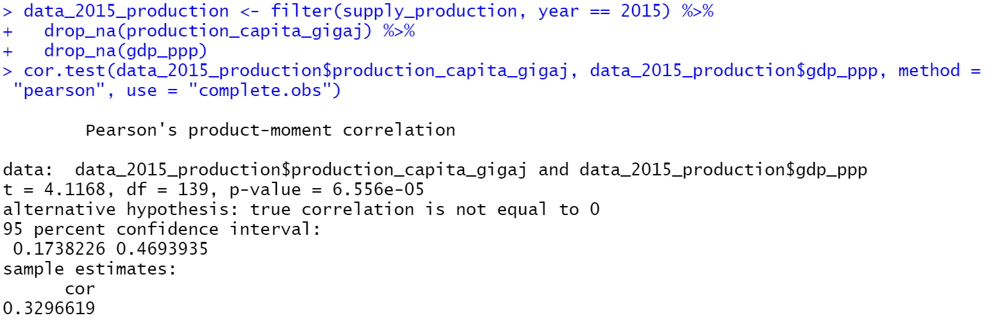 > data_2015_production <- filter(supply_production, year == 2015) %>%
+   drop_na(production_capita_gigaj) %>%
+   drop_na(gdp_ppp)
> cor.test(data_2015_production$production_capita_gigaj, data_2015_production$gdp_ppp, method =
 "pearson", use = "complete.obs")
        Pearson's product-moment correlation
data:  data_2015_production$production_capita_gigaj and data_2015_production$gdp_ppp
t = 4.1168, df = 139, p-value = 6.556e-05
alternative hypothesis: true correlation is not equal to 0
95 percent confidence interval:
 0.1738226 0.4693935
sample estimates:
      cor
0.3296619